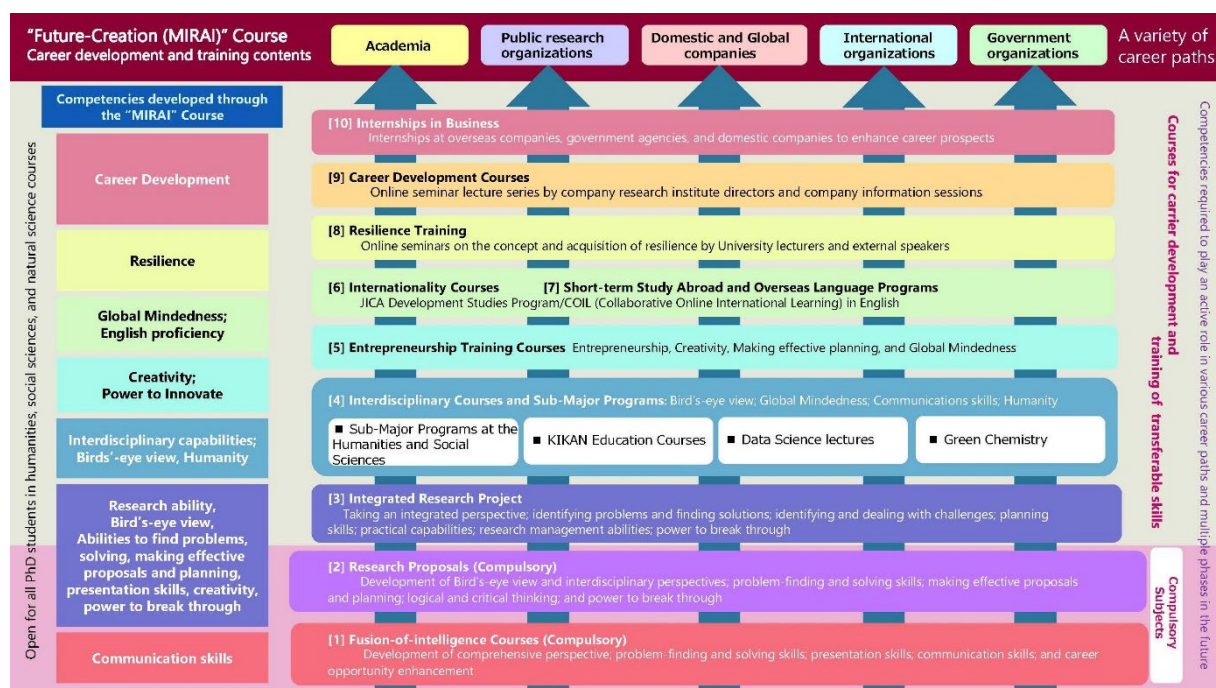 "Future-Creation (MIRAI)" Course
Career development and training contents
Academia
Public research
organizations
Domestic and Global
companies
International
organizations
Government
organizations
A variety of
career paths
Open for all PhD students in humanities, social sciences, and natural science courses
Competencies developed through
the "MIRAI" Course
Career Development
Resilience
Global Mindedness;
English proficiency
Creativity;
Power to Innovate
Interdisciplinary capabilities;
Birds'-eye view, Humanity
Research ability,
Bird's-eye view,
Abilities to find problems,
solving, making effective
proposals and planning,
presentation skills, creativity,
power to break through
Communication skills
[10] Internships in Business
Internships at overseas companies, government agencies, and domestic companies to enhance career prospects
[9] Career Development Courses
Online seminar lecture series by company research institute directors and company information sessions
[8] Resilience Training
Online seminars on the concept and acquisition of resilience by University lecturers and external speakers
[6] Internationality Courses [7] Short-term Study Abroad and Overseas Language Programs
JICA Development Studies Program/COIL (Collaborative Online International Learning) in English
[5] Entrepreneurship Training Courses Entrepreneurship, Creativity, Making effective planning, and Global Mindedness
[4] Interdisciplinary Courses and Sub-Major Programs: Bird's-eye view; Global Mindedness; Communications skills; Humanity
■ Sub-Major Programs at the
Humanities and Social
Sciences
■ KIKAN Education Courses
■ Data Science lectures
■ Green Chemistry
[3] Integrated Research Project
Taking an integrated perspective; identifying problems and finding solutions; identifying and dealing with challenges; planning
skills; practical capabilities; research management abilities; power to break through
[2] Research Proposals (Compulsory)
Development of Bird's-eye view and interdisciplinary perspectives; problem-finding and solving skills; making effective proposals
and planning; logical and critical thinking; and power to break through
[1] Fusion-of-intelligence Courses (Compulsory)
Development of comprehensive perspective; problem-finding and solving skills; presentation skills; communication skills; and career
opportunity enhancement
Courses for carrier development and
training of transferable skills
Compulsory
Subjects
Competencies required to play an active role in various career paths and multiple phases in the future